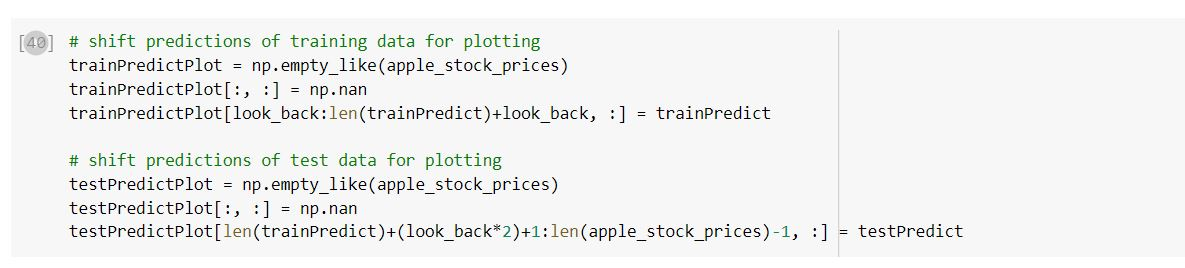 [40] # shift predictions of training data for plotting
trainPredictPlot = np.empty_like(apple_stock_prices)
trainPredictPlot[:, :] = np.nan
trainPredictPlot[look_back:len(trainPredict)+look_back, :] = trainPredict
# shift predictions of test data for plotting
testPredictPlot = np.empty_like(apple_stock_prices)
testPredictPlot[:, :] = np.nan
testPredictPlot[len(trainPredict)+(look_back*2)+1:len(apple_stock_prices)-1, :] = testPredict